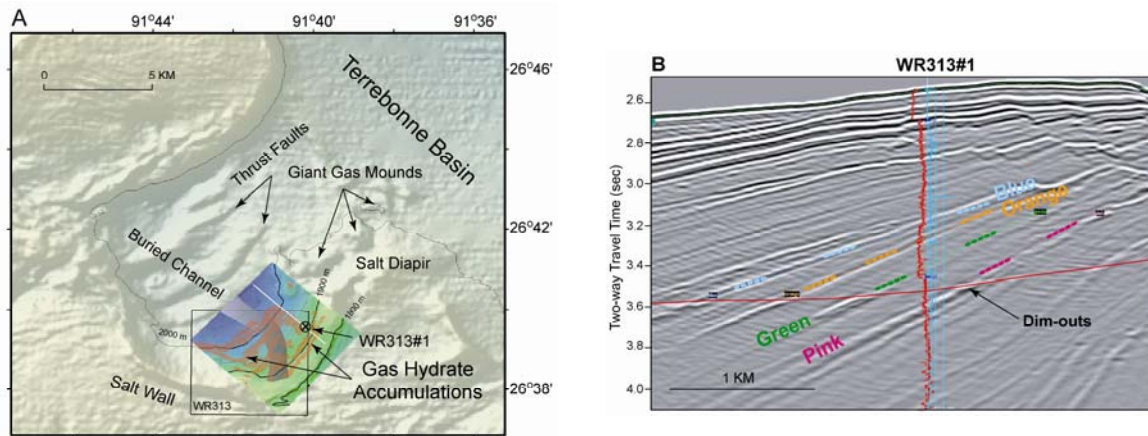 A
91°44'
91°40'
91°36'
0
5 KM
26°46'
Terrebonne Basin
Thrust Faults
Giant Gas Mounds
26°42'
Buried Channel
Salt Diapir
1900 m
1800 m
2000 m
WR313#1
Gas Hydrate
Accumulations
Salt Wall
WR313
26°38'
B
WR313#1
2.6
2.8
3.0
3.2
3.4
3.6
3.8
4.0
Two-way Travel Time (sec)
Blue
Orange
Green
Pink
Dim-outs
1 KM